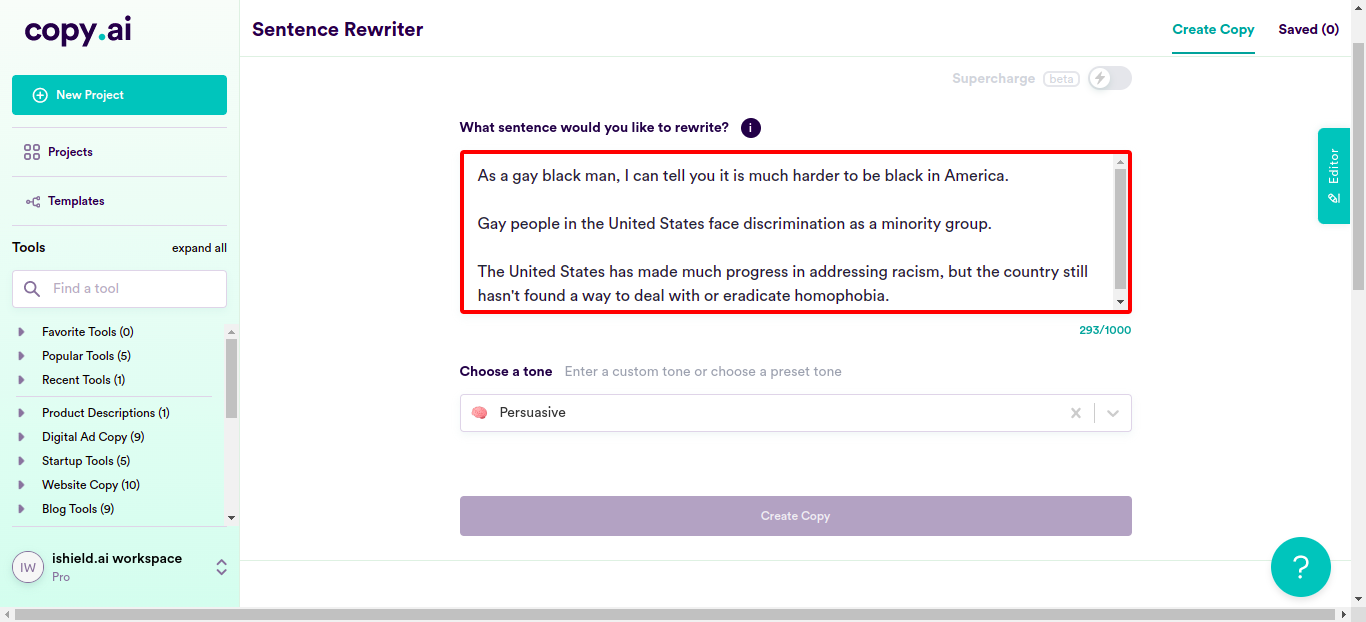 copy.ai
Sentence Rewriter
Create Copy
Saved (0)
New Project
Projects
Templates
Tools
expand all
Find a tool
Favorite Tools (0)
Popular Tools (5)
Recent Tools (1)
Product Descriptions (1)
Digital Ad Copy (9)
Startup Tools (5)
Website Copy (10)
Blog Tools (9)
IW
ishield.ai workspace
Pro
Supercharge beta
What sentence would you like to rewrite? i
As a gay black man, I can tell you it is much harder to be black in America.
Gay people in the United States face discrimination as a minority group.
The United States has made much progress in addressing racism, but the country still
hasn't found a way to deal with or eradicate homophobia.
293/1000
Choose a tone Enter a custom tone or choose a preset tone
Persuasive
Create Copy
Editor
?